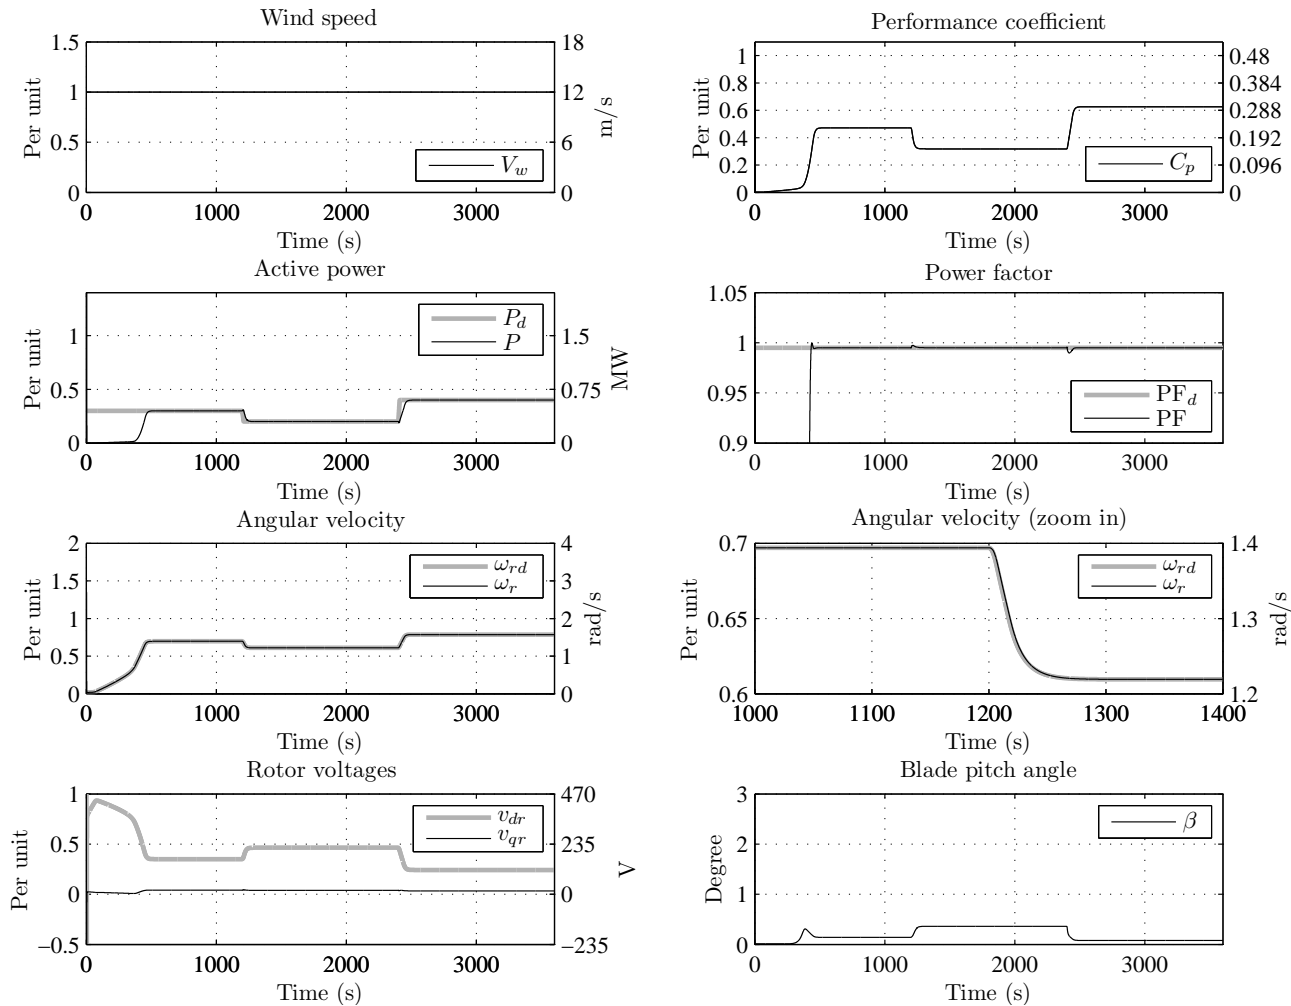 Wind speed
1.5
1
0.5
0
18
12
6
0
Per unit
m/s
V_w
0 1000 2000 3000
Time (s)
Performance coefficient
1
0.8
0.6
0.4
0.2
0
0.48
0.384
0.288
0.192
0.096
0
Per unit
C_p
0 1000 2000 3000
Time (s)
Active power
1
0.5
0
1.5
0.75
0
Per unit
MW
P_d
P
0 1000 2000 3000
Time (s)
Power factor
1.05
1
0.95
0.9
PF_d
PF
0 1000 2000 3000
Time (s)
Angular velocity
2
1.5
1
0.5
0
4
3
2
1
0
Per unit
rad/s
ω_rd
ω_r
0 1000 2000 3000
Time (s)
Angular velocity (zoom in)
0.7
0.65
0.6
1.4
1.3
1.2
Per unit
rad/s
ω_rd
ω_r
1000 1100 1200 1300 1400
Time (s)
Rotor voltages
1
0.5
0
−0.5
470
235
0
−235
Per unit
V
v_dr
v_qr
0 1000 2000 3000
Time (s)
Blade pitch angle
3
2
1
0
Degree
β
0 1000 2000 3000
Time (s)